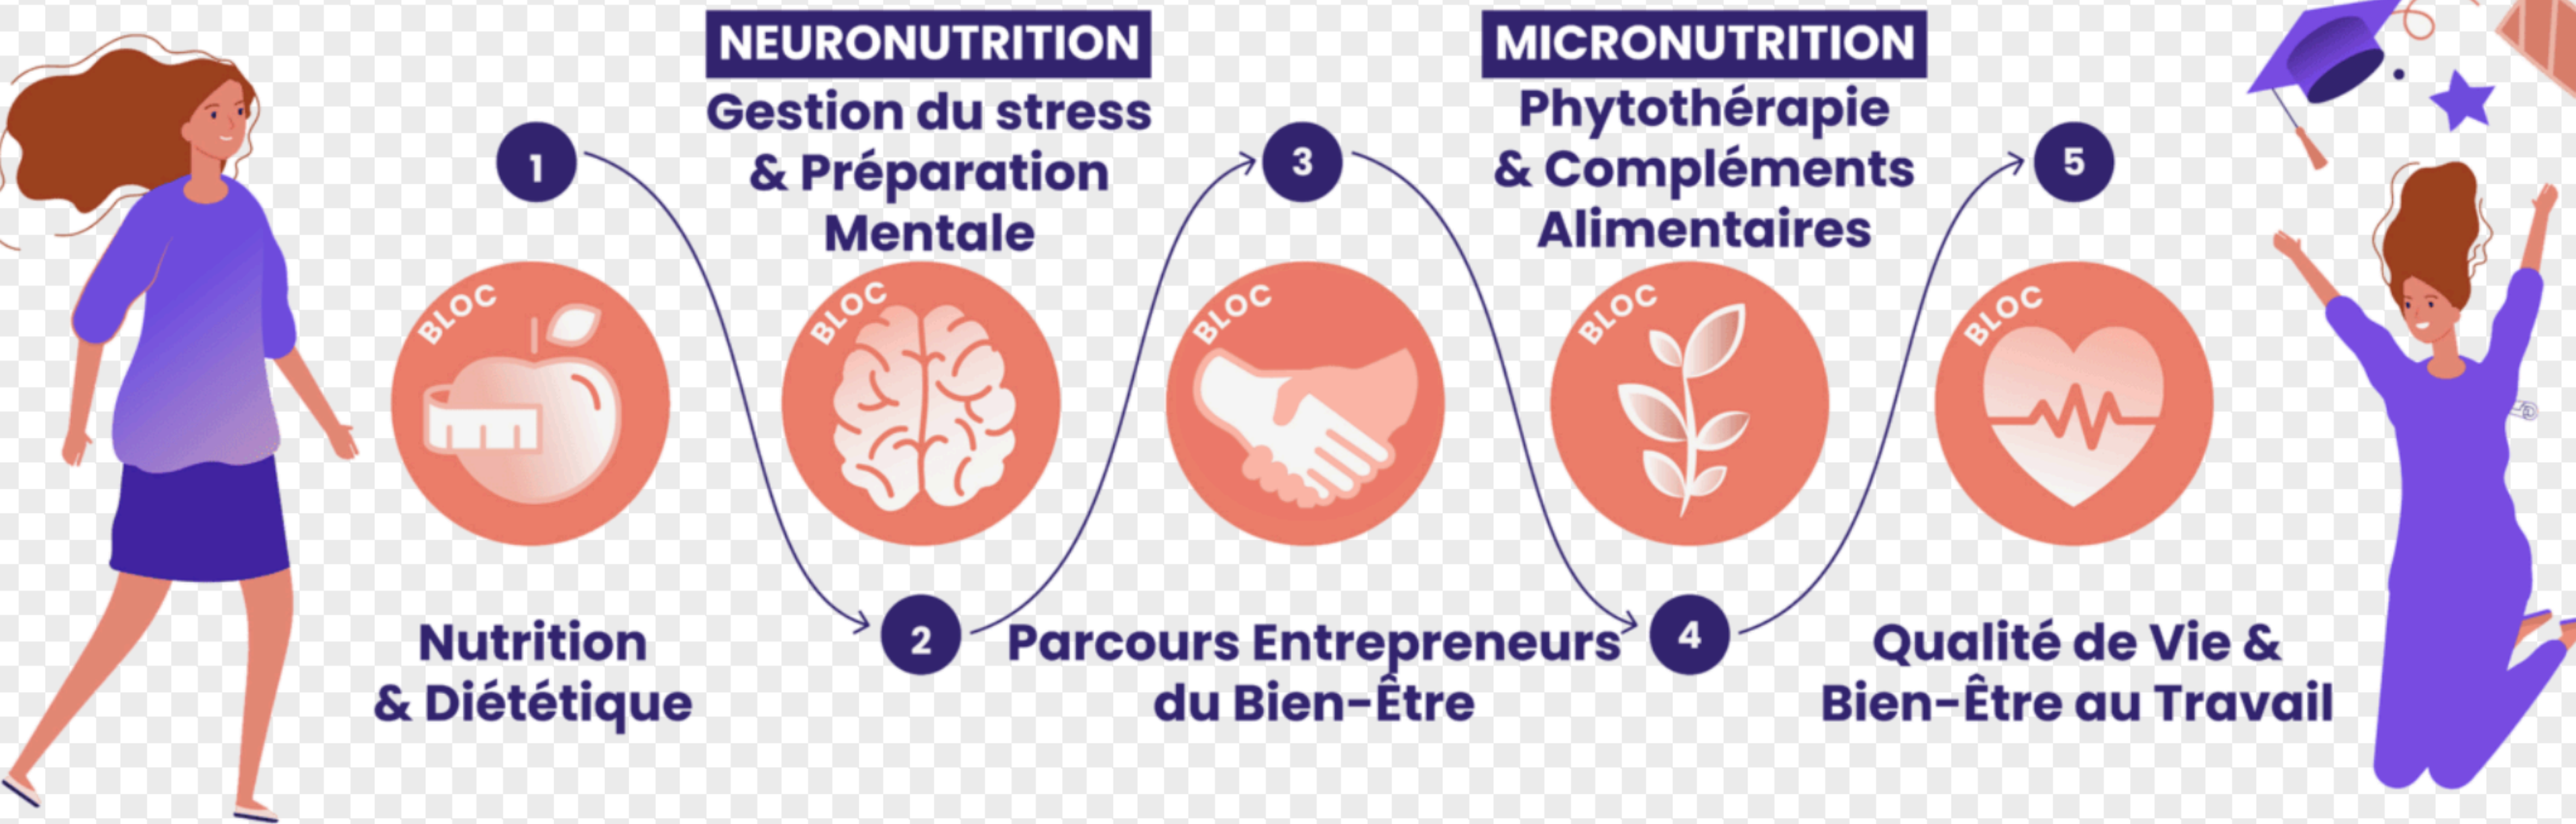 1
BLOC
Nutrition
& Diététique
NEURONUTRITION
Gestion du stress
& Préparation
Mentale
BLOC
2
3
BLOC
Parcours Entrepreneurs
du Bien-Être
MICRONUTRITION
Phytothérapie
& Compléments
Alimentaires
BLOC
4
5
BLOC
Qualité de Vie &
Bien-Être au Travail